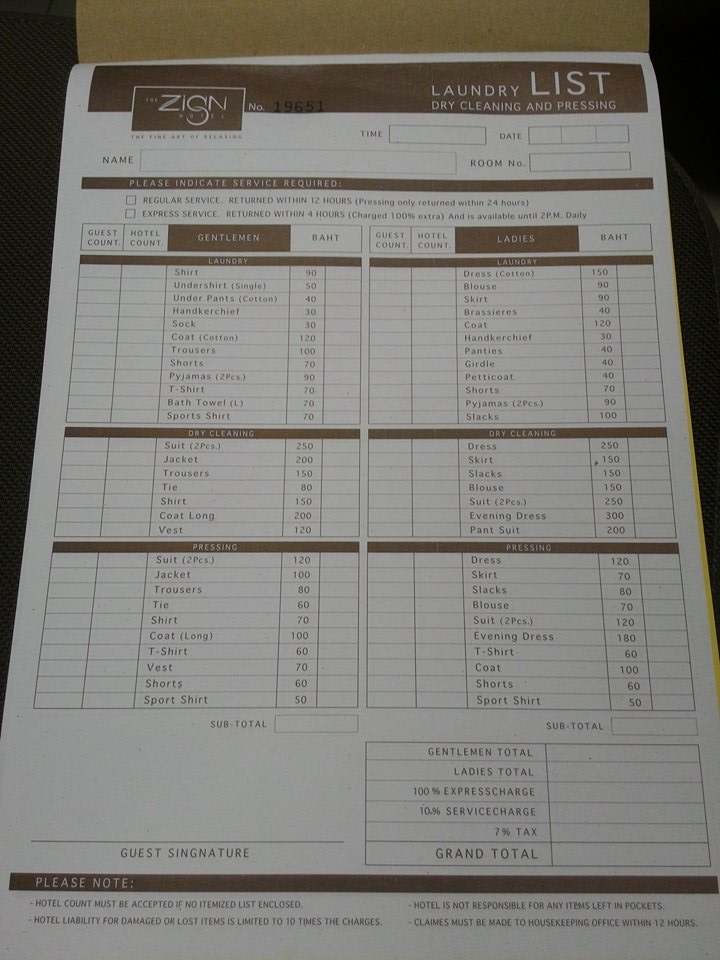 THE ZIGN HOTEL
THE FINE ART OF RELAXING
No. 19651
LAUNDRY LIST
DRY CLEANING AND PRESSING
TIME DATE
NAME ROOM No.
PLEASE INDICATE SERVICE REQUIRED:
REGULAR SERVICE. RETURNED WITHIN 12 HOURS (Pressing only returned within 24 hours)
EXPRESS SERVICE. RETURNED WITHIN 4 HOURS (Charged 100% extra) And is available until 2P.M. Daily
GUEST COUNT. HOTEL COUNT. GENTLEMEN BAHT
LAUNDRY
Shirt 90
Undershirt (Single) 50
Under Pants (Cotton) 40
Handkerchief 30
Sock 30
Coat (Cotton) 120
Trousers 100
Shorts 70
Pyjamas (2Pcs.) 90
T-Shirt 70
Bath Towel (L) 70
Sports Shirt 70
DRY CLEANING
Suit (2Pcs.) 250
Jacket 200
Trousers 150
Tie 80
Shirt 150
Coat Long 200
Vest 120
PRESSING
Suit (2Pcs.) 120
Jacket 100
Trousers 80
Tie 60
Shirt 70
Coat (Long) 100
T-Shirt 60
Vest 70
Shorts 60
Sport Shirt 50
SUB-TOTAL
GUEST COUNT. HOTEL COUNT. LADIES BAHT
LAUNDRY
Dress (Cotton) 150
Blouse 90
Skirt 90
Brassieres 40
Coat 120
Handkerchief 30
Panties 40
Girdle 40
Petticoat 40
Shorts 70
Pyjamas (2Pcs.) 90
Slacks 100
DRY CLEANING
Dress 250
Skirt 150
Slacks 150
Blouse 150
Suit (2Pcs.) 250
Evening Dress 300
Pant Suit 200
PRESSING
Dress 120
Skirt 70
Slacks 80
Blouse 70
Suit (2Pcs.) 120
Evening Dress 180
T-Shirt 60
Coat 100
Shorts 60
Sport Shirt 50
SUB-TOTAL
GENTLEMEN TOTAL
LADIES TOTAL
100 % EXPRESSCHARGE
10% SERVICECHARGE
7% TAX
GRAND TOTAL
GUEST SINGNATURE
PLEASE NOTE:
- HOTEL COUNT MUST BE ACCEPTED IF NO ITEMIZED LIST ENCLOSED.
- HOTEL LIABILITY FOR DAMAGED OR LOST ITEMS IS LIMITED TO 10 TIMES THE CHARGES.
- HOTEL IS NOT RESPONSIBLE FOR ANY ITEMS LEFT IN POCKETS.
- CLAIMES MUST BE MADE TO HOUSEKEEPING OFFICE WITHIN 12 HOURS.